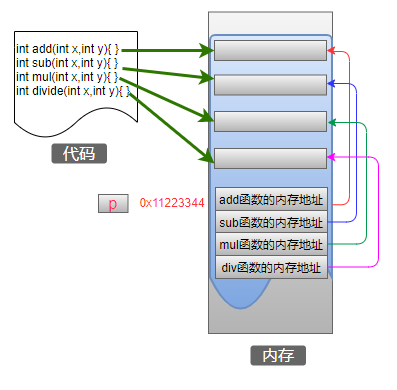 int add(int x,int y){ }
int sub(int x,int y){ }
int mul(int x,int y){ }
int divide(int x,int y){ }
代码
p
0x11223344
add函数的内存地址
sub函数的内存地址
mul函数的内存地址
div函数的内存地址
内存